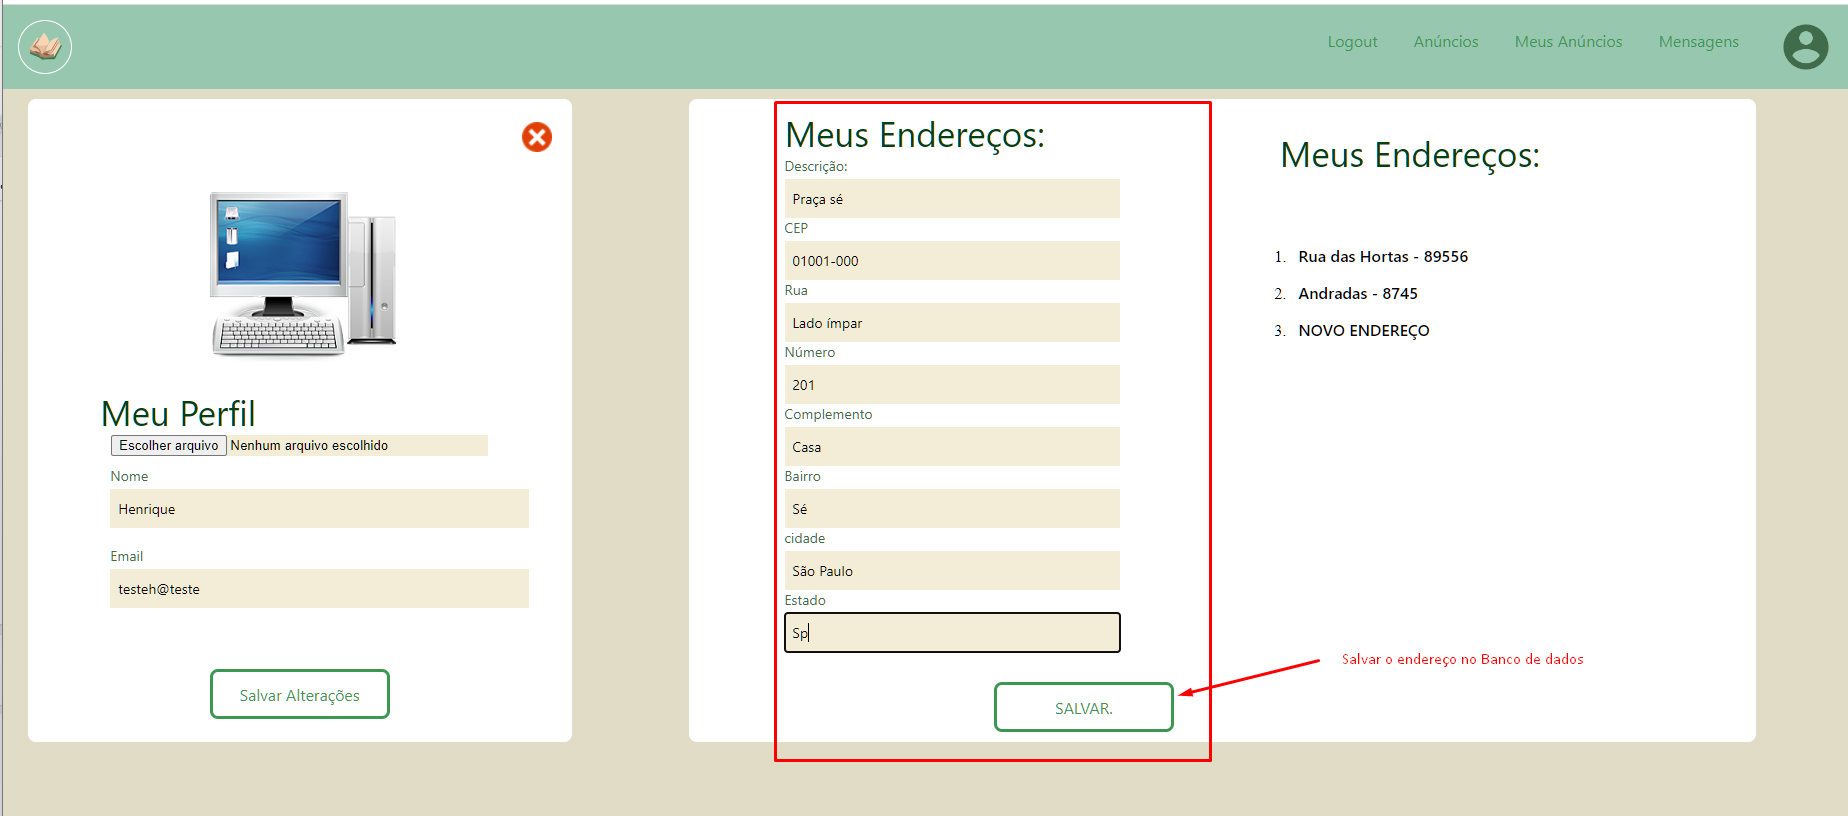 Logout Anúncios Meus Anúncios Mensagens
Meu Perfil
Escolher arquivo Nenhum arquivo escolhido
Nome
Henrique
Email
testeh@teste
Salvar Alterações
Meus Endereços:
Descrição:
Praça sé
CEP
01001-000
Rua
Lado ímpar
Número
201
Complemento
Casa
Bairro
Sé
cidade
São Paulo
Estado
Sp
SALVAR.
Meus Endereços:
1. Rua das Hortas - 89556
2. Andradas - 8745
3. NOVO ENDEREÇO
Salvar o endereço no Banco de dados